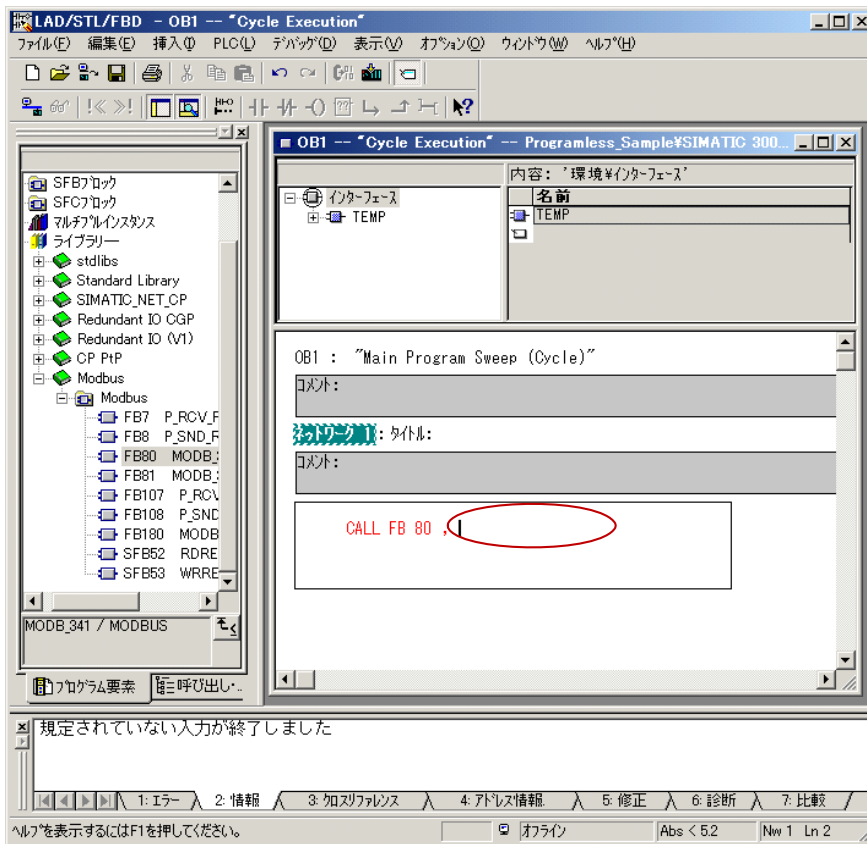 LAD/STL/FBD - OB1 -- "Cycle Execution"
ファイル(F) 編集(E) 挿入(I) PLC(L) デバッグ(D) 表示(V) オプション(O) ウィンドウ(W) ヘルプ(H)
SFBブロック
SFCブロック
マルチプルインスタンス
ライブラリー
stdlibs
Standard Library
SIMATIC_NET_CP
Redundant IO CGP
Redundant IO (V1)
CP PtP
Modbus
Modbus
FB7 P_RCV_R
FB8 P_SND_R
FB80 MODB_
FB81 MODB_
FB107 P_RCV
FB108 P_SND
FB180 MODB
SFB52 RDRE
SFB53 WRRE
MODB_341 / MODBUS
プログラム要素
呼び出し・..
OB1 -- "Cycle Execution" -- Programless_Sample¥SIMATIC 300...
内容: '環境¥インターフェース'
インターフェース
TEMP
名前
TEMP
OB1 : "Main Program Sweep (Cycle)"
コメント:
ネットワーク 1: タイトル:
コメント:
CALL FB 80 ,
規定されていない入力が終了しました
1: エラー 2: 情報 3: クロスリファレンス 4: アドレス情報. 5: 修正 6: 診断 7: 比較
ヘルプを表示するにはF1を押してください。 オフライン Abs < 5.2 Nw 1 Ln 2